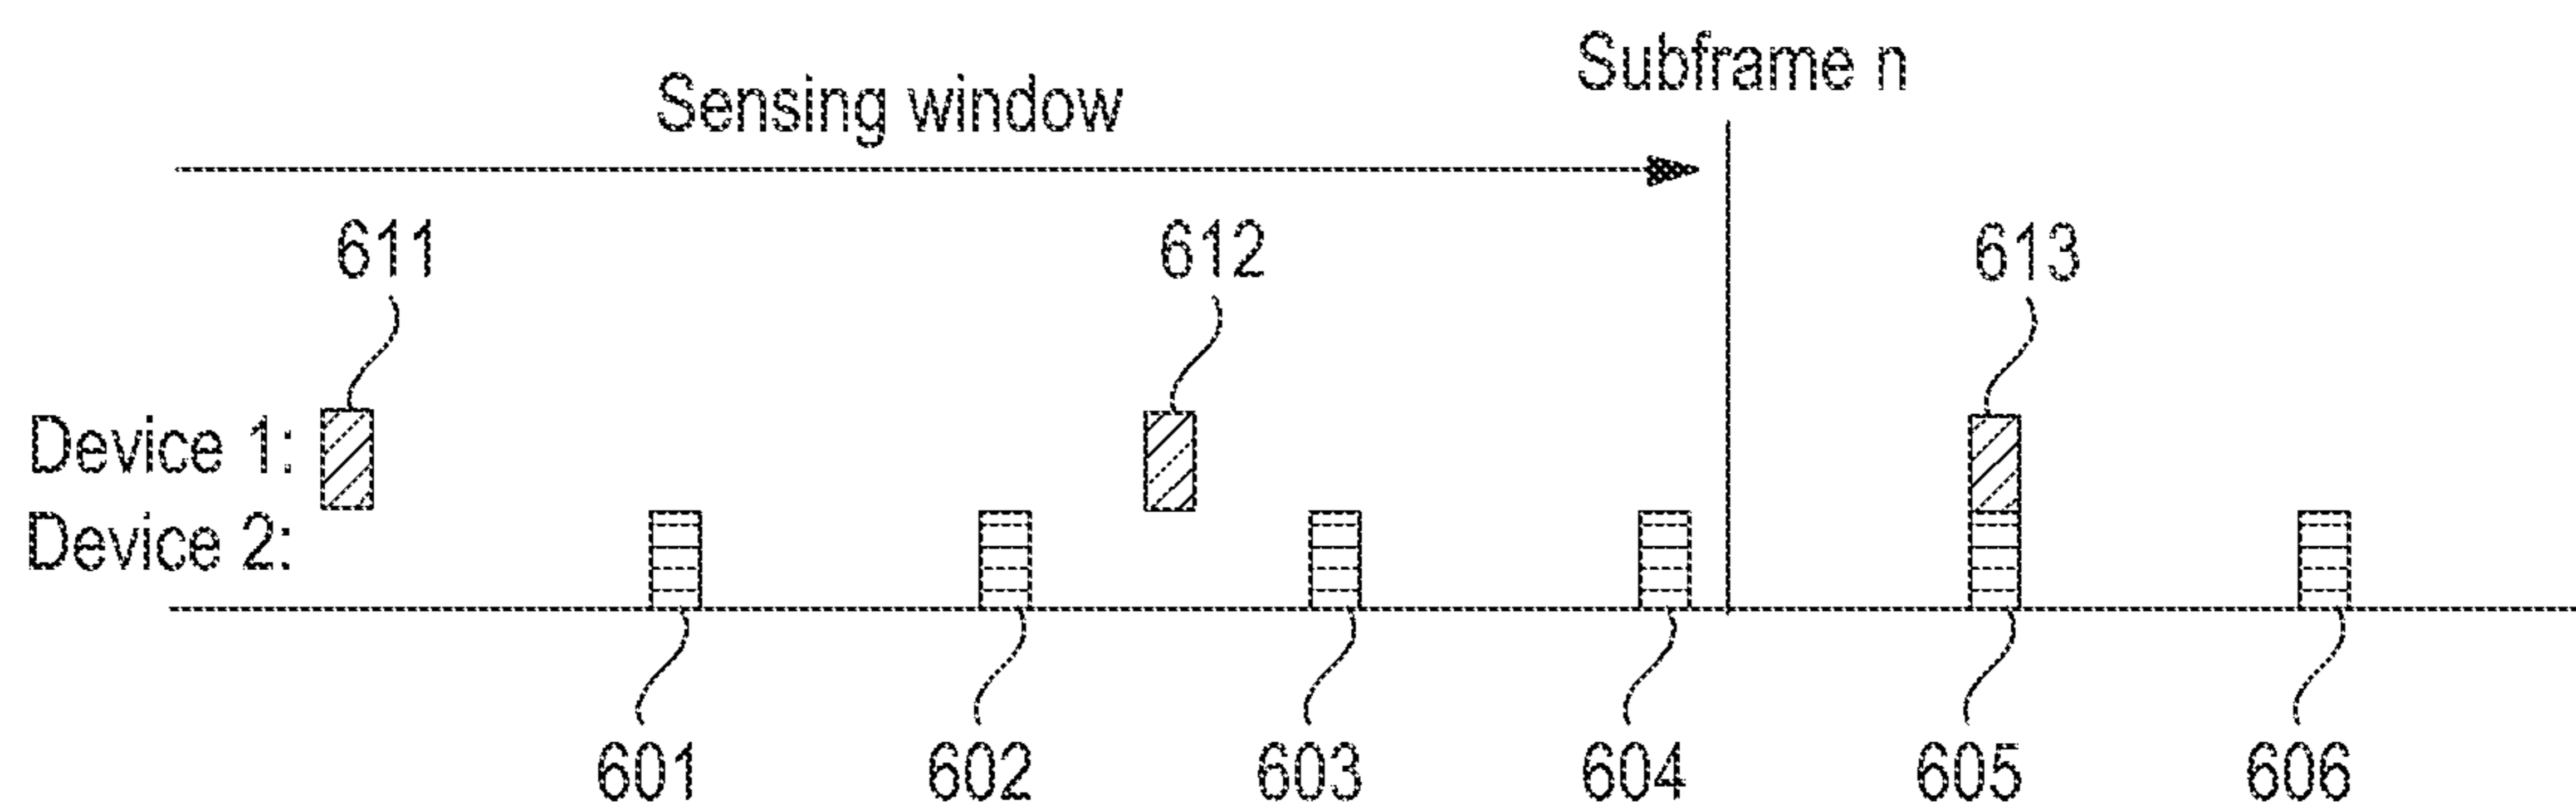 Subframe n
Sensing window
611 612 613
Device 1:
Device 2:
601 602 603 604 605 606